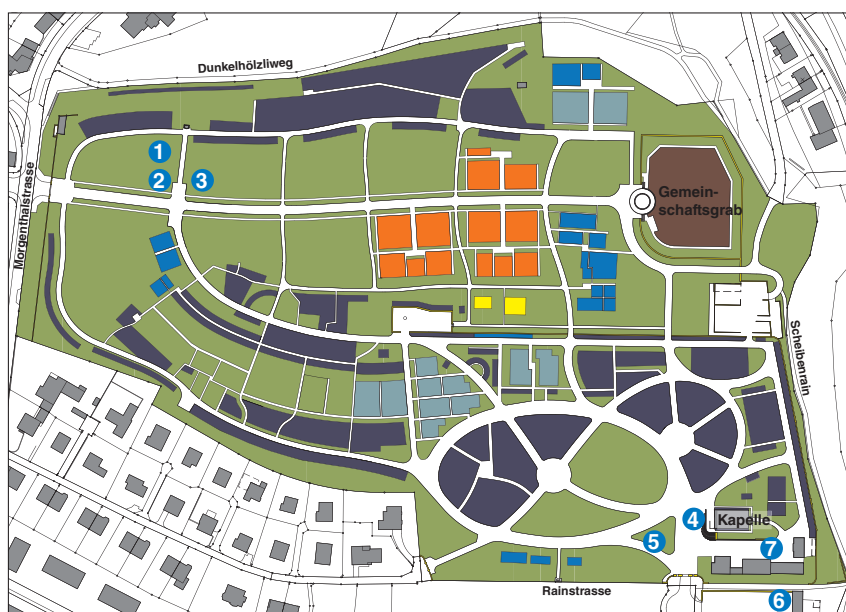 Dunkelhölzliweg
1
2
3
Morgenthalstrasse
Gemein-
schaftsgrab
Scheibenrain
4
Kapelle
5
7
Rainstrasse
6